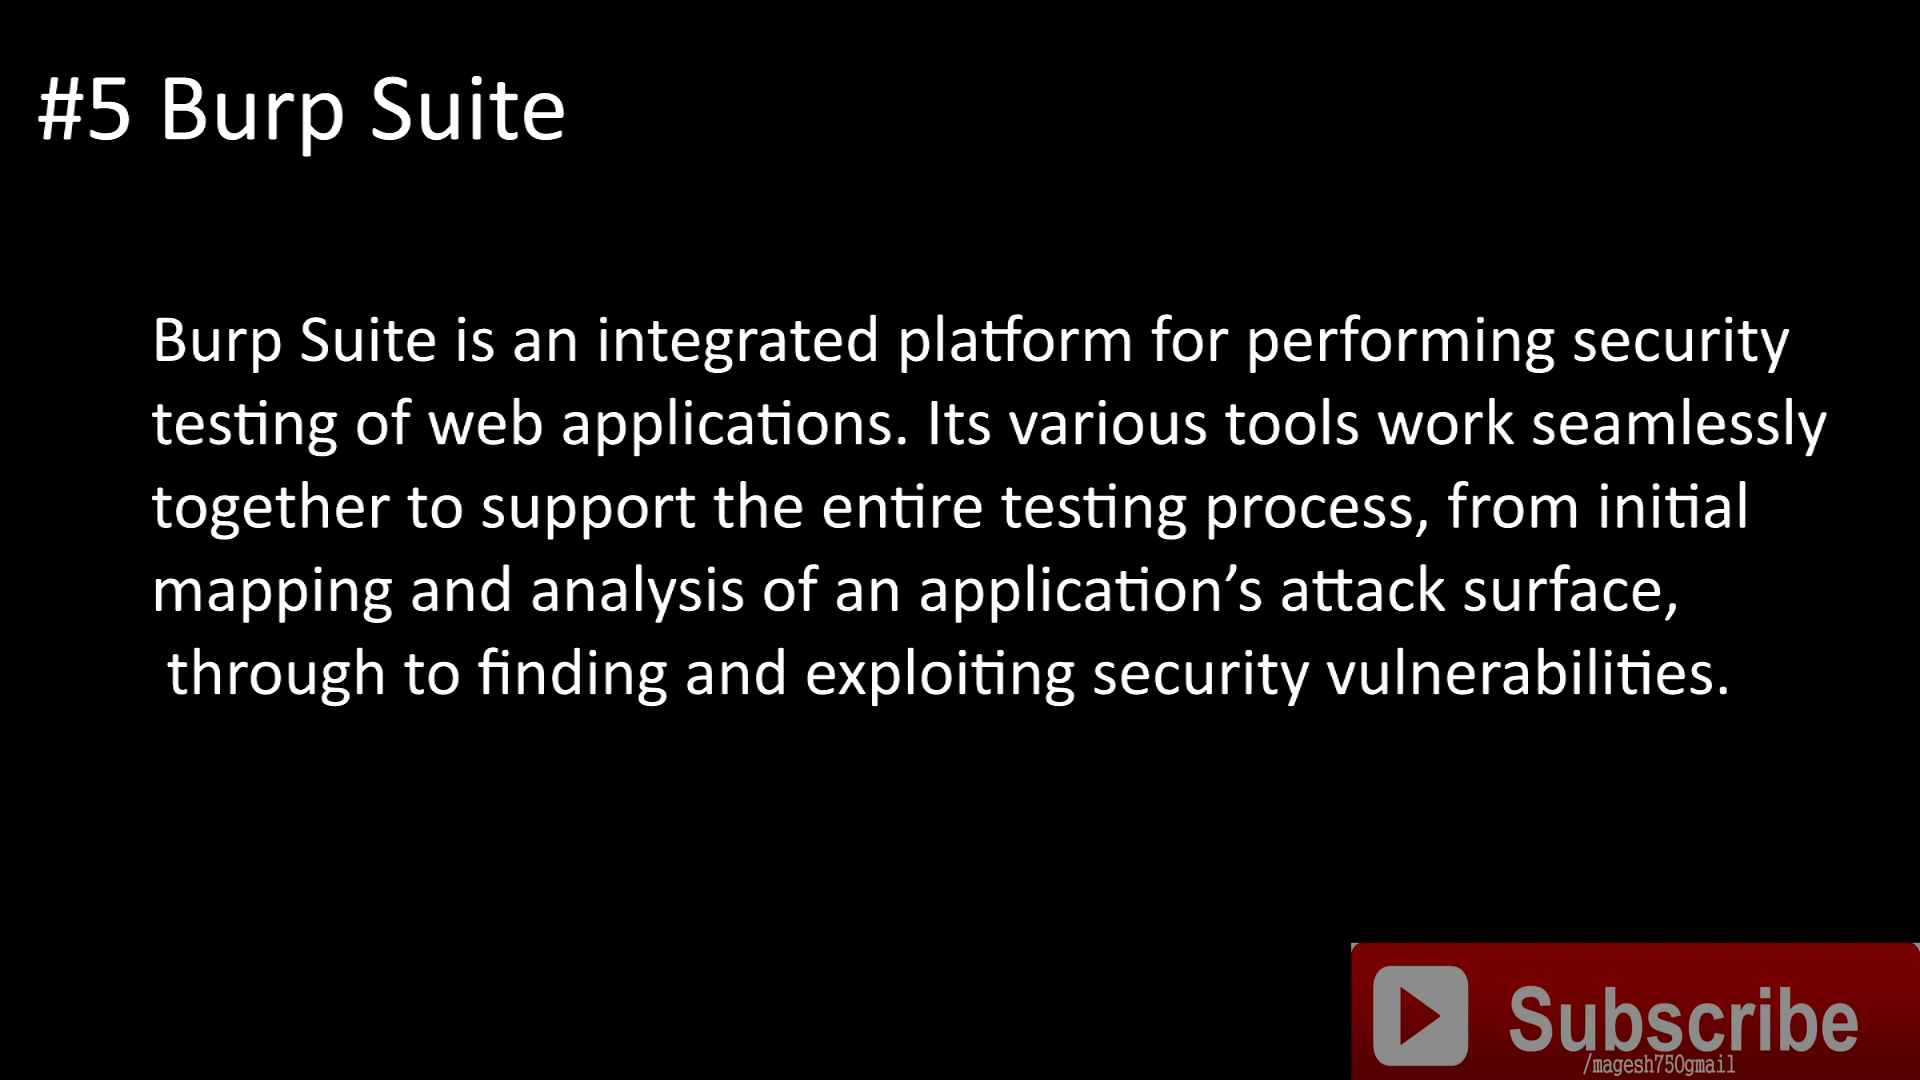 #5 Burp Suite
Burp Suite is an integrated platform for performing security
testing of web applications. Its various tools work seamlessly
together to support the entire testing process, from initial
mapping and analysis of an application’s attack surface,
through to finding and exploiting security vulnerabilities.
Subscribe
/magesh750gmail